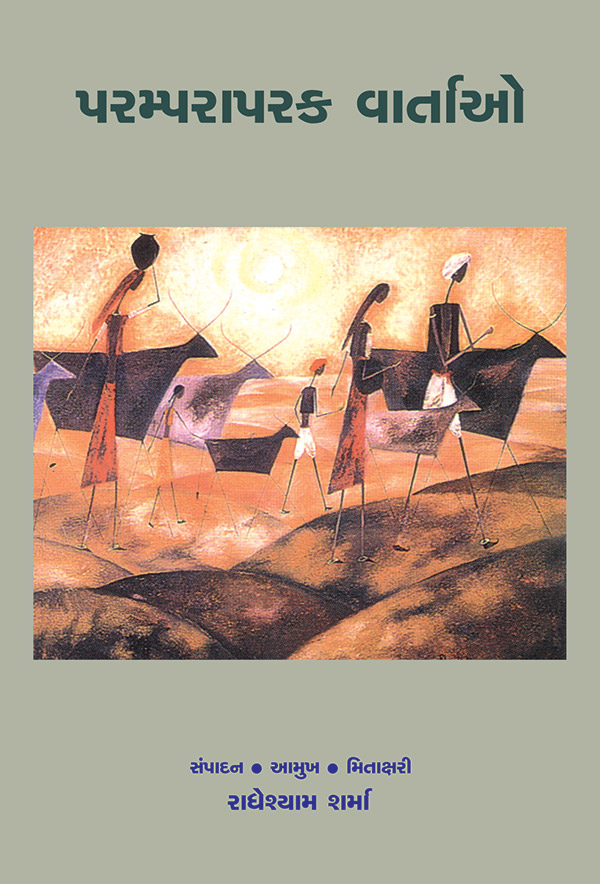 પરમ્પરાપરક વાર્તાઓ
સંપાદન ● આમુખ ● મિતાક્ષરી
રાધેશ્યામ શર્મા